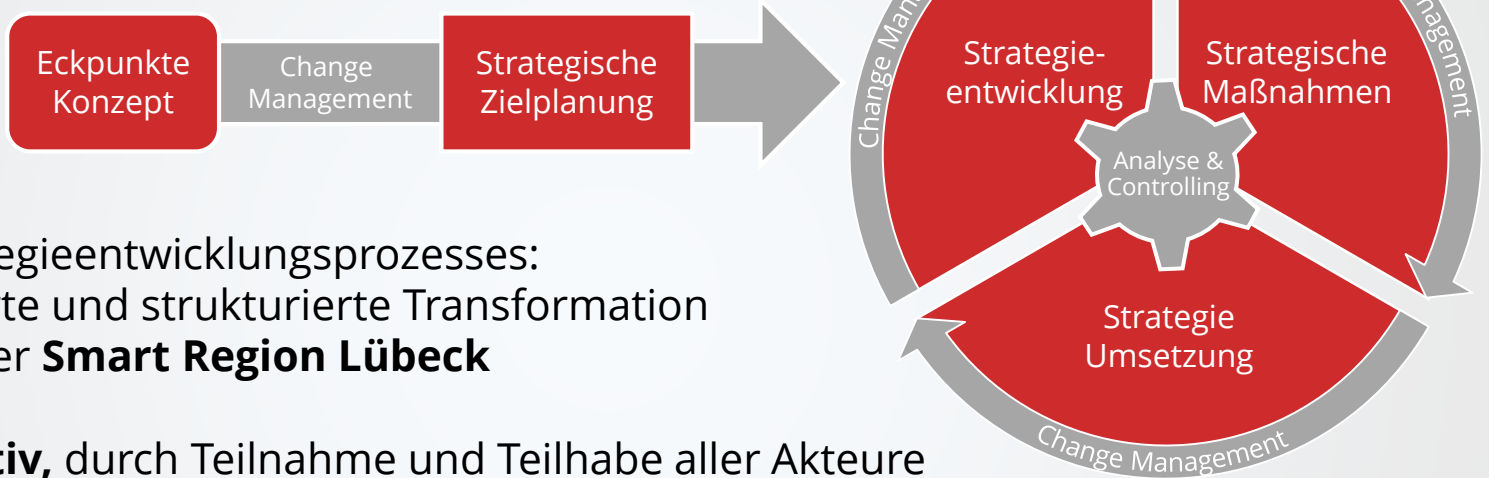 Eckpunkte
Konzept
Change
Management
Strategische
Zielplanung
Change
Strategie-
entwicklung
Strategische
Maßnahmen
Analyse &
Controlling
Strategie
Umsetzung
Change Management
egieentwicklungsprozesses:
te und strukturierte Transformation
er Smart Region Lübeck
tiv, durch Teilnahme und Teilhabe aller Akteure